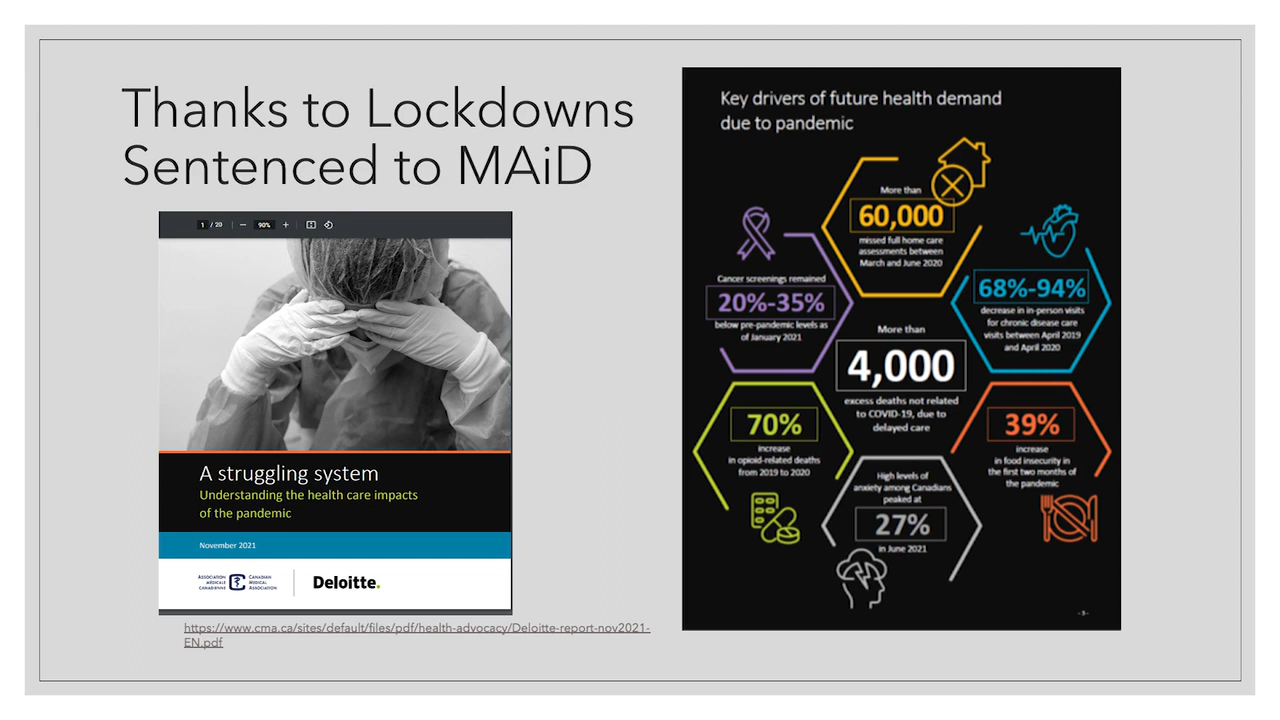 Thanks to Lockdowns
Sentenced to MAiD
1 / 20 − 90% +
A struggling system
Understanding the health care impacts
of the pandemic
November 2021
ASSOCIATION
MÉDICALE
CANADIENNE
CANADIAN
MEDICAL
ASSOCIATION
Deloitte.
https://www.cma.ca/sites/default/files/pdf/health-advocacy/Deloitte-report-nov2021-
EN.pdf
Key drivers of future health demand
due to pandemic
More than
60,000
missed full home care
assessments between
March and June 2020
Cancer screenings remained
20%-35%
below pre-pandemic levels as
of January 2021
68%-94%
decrease in in-person visits
for chronic disease care
visits between April 2019
and April 2020
More than
4,000
excess deaths not related
to COVID-19, due to
delayed care
70%
increase
in opioid-related deaths
from 2019 to 2020
39%
increase
in food insecurity in
the first two months of
the pandemic
High levels of
anxiety among Canadians
peaked at
27%
in June 2021
- 3 -